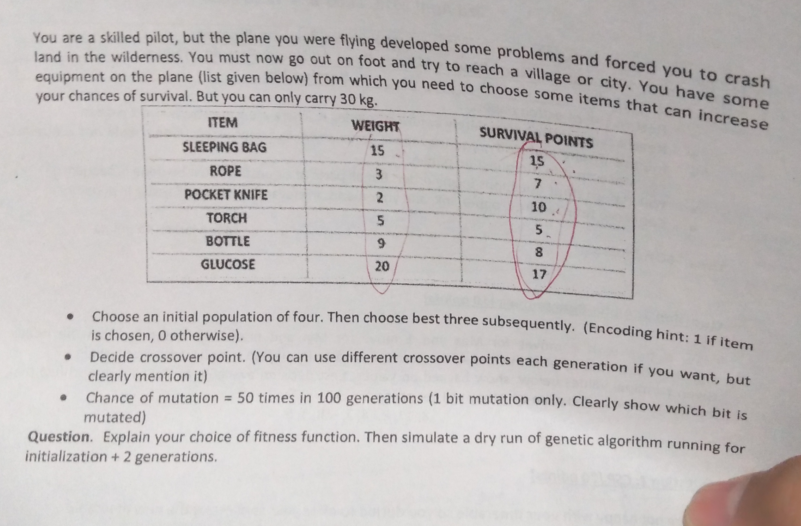 You are a skilled pilot, but the plane you were flying developed some problems and forced you to crash
land in the wilderness. You must now go out on foot and try to reach a village or city. You have some
equipment on the plane (list given below) from which you need to choose some items that can increase
your chances of survival. But you can only carry 30 kg.
ITEM WEIGHT SURVIVAL POINTS
SLEEPING BAG 15 15
ROPE 3 7
POCKET KNIFE 2 10
TORCH 5 5
BOTTLE 9 8
GLUCOSE 20 17
• Choose an initial population of four. Then choose best three subsequently. (Encoding hint: 1 if item
is chosen, 0 otherwise).
• Decide crossover point. (You can use different crossover points each generation if you want, but
clearly mention it)
• Chance of mutation = 50 times in 100 generations (1 bit mutation only. Clearly show which bit is
mutated)
Question. Explain your choice of fitness function. Then simulate a dry run of genetic algorithm running for
initialization + 2 generations.